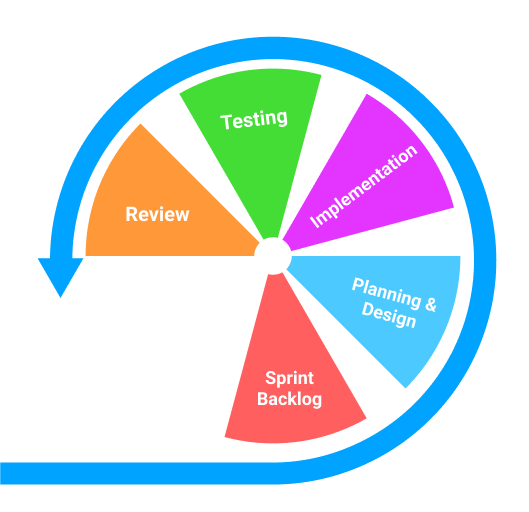 Testing
Implementation
Review
Planning &
Design
Sprint
Backlog